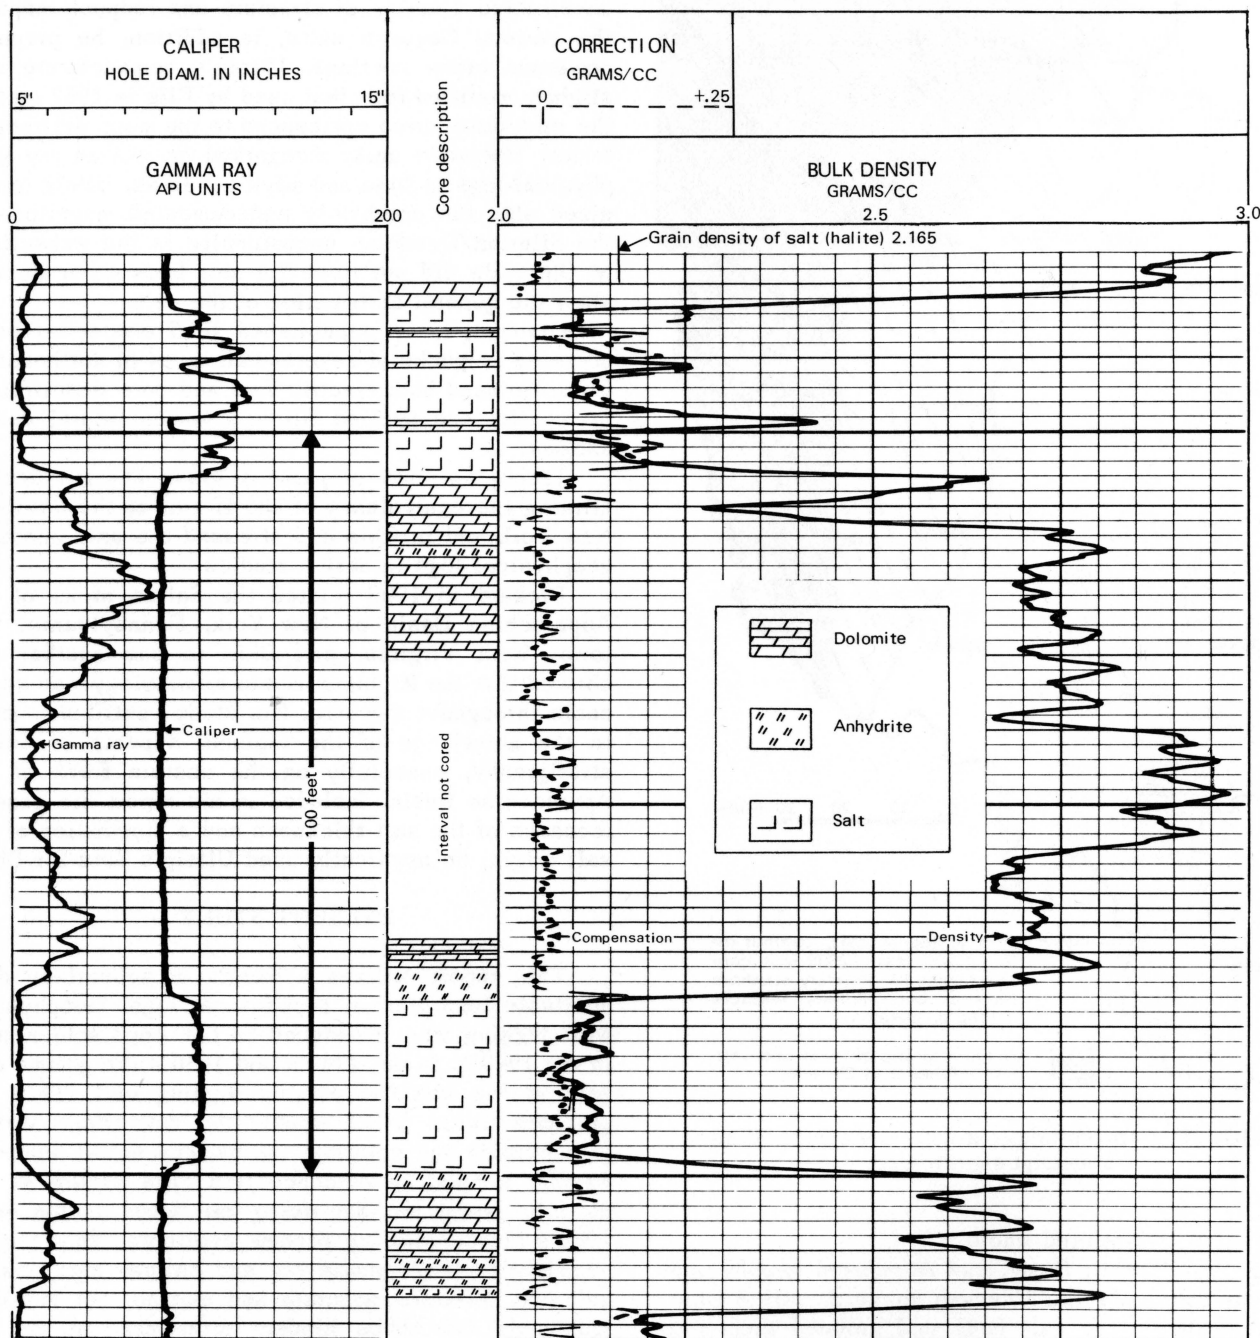 CALIPER
HOLE DIAM. IN INCHES
5" 15"
Core description
CORRECTION
GRAMS/CC
0 +.25
GAMMA RAY
API UNITS
0 200
BULK DENSITY
GRAMS/CC
2.0 2.5 3.0
Grain density of salt (halite) 2.165
Dolomite
Anhydrite
Salt
Gamma ray
Caliper
100 feet
interval not cored
Compensation
Density